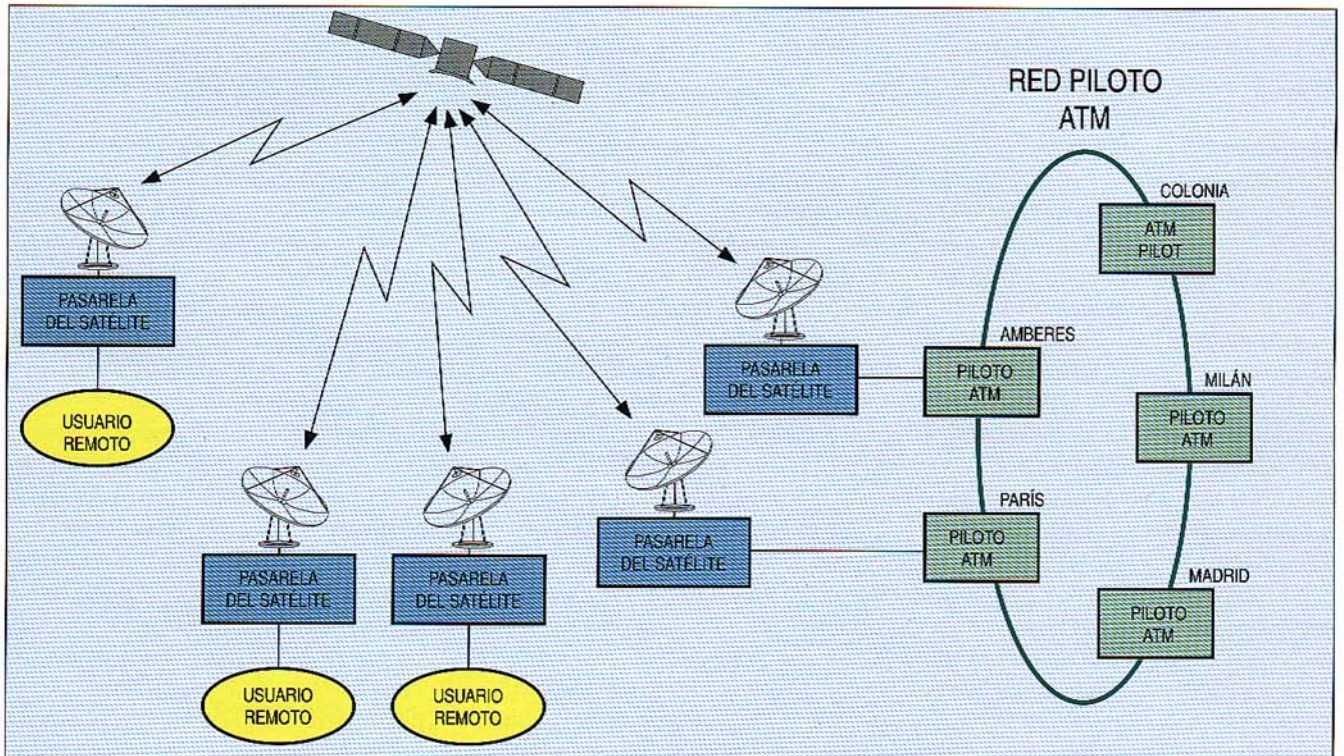 RED PILOTO
ATM
COLONIA
ATM
PILOT
PASARELA
DEL SATÉLITE
AMBERES
PASARELA
DEL SATÉLITE
PILOTO
ATM
MILÁN
PILOTO
ATM
USUARIO
REMOTO
PARÍS
PILOTO
ATM
PASARELA
DEL SATÉLITE
PASARELA
DEL SATÉLITE
PASARELA
DEL SATÉLITE
MADRID
PILOTO
ATM
USUARIO
REMOTO
USUARIO
REMOTO